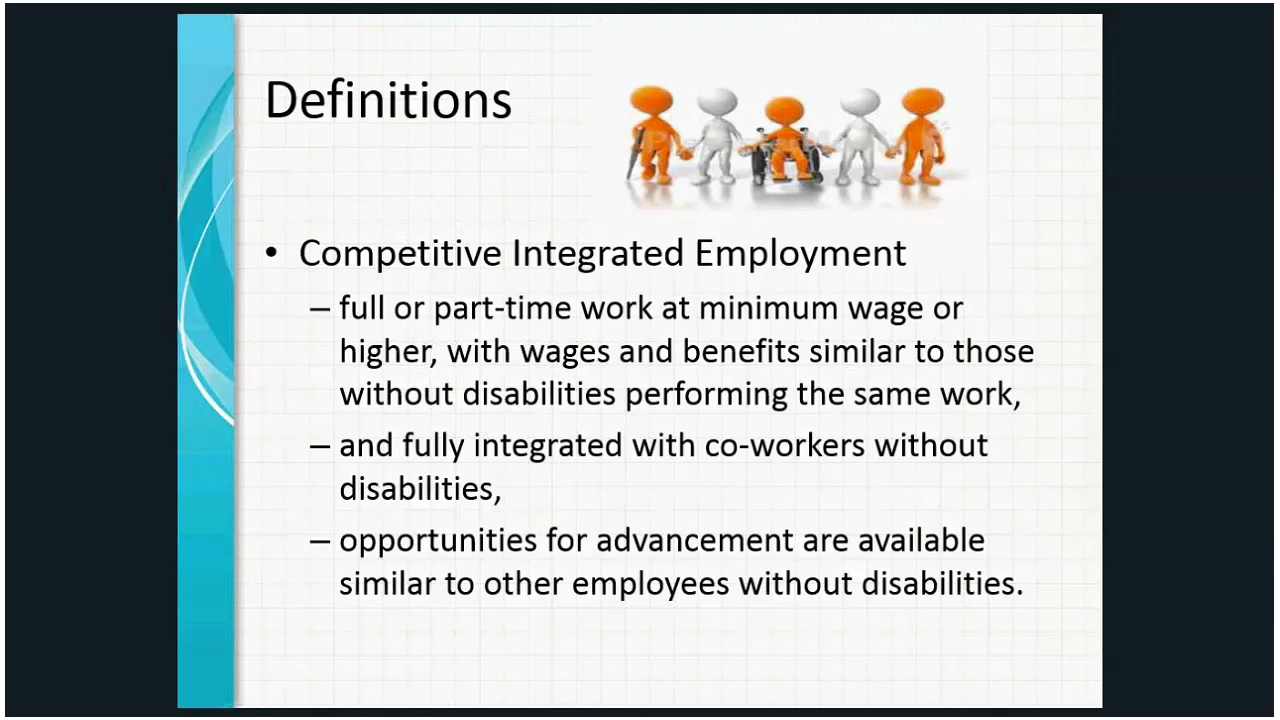 Definitions
• Competitive Integrated Employment
– full or part-time work at minimum wage or
higher, with wages and benefits similar to those
without disabilities performing the same work,
– and fully integrated with co-workers without
disabilities,
– opportunities for advancement are available
similar to other employees without disabilities.